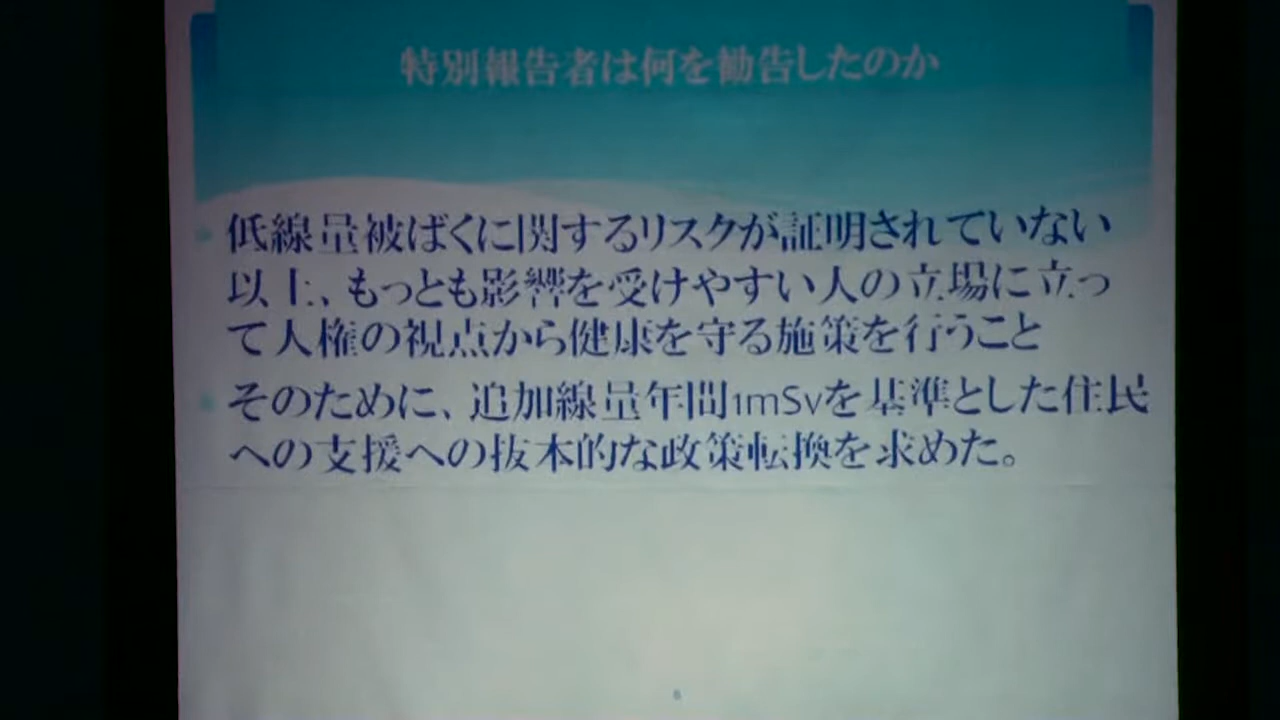 特別報告者は何を勧告したのか
低線量被ばくに関するリスクが証明されていない
以上、もっとも影響を受けやすい人の立場に立っ
て人権の視点から健康を守る施策を行うこと
そのために、追加線量年間1mSvを基準とした住民
への支援への抜本的な政策転換を求めた。